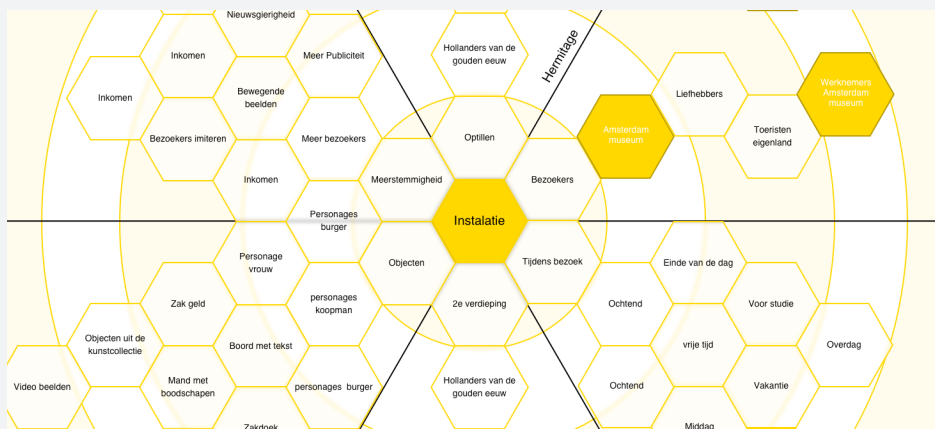 Nieuwsgierigheid
Inkomen
Meer Publiciteit
Hollanders van de
gouden eeuw
Hermitage
Inkomen
Bewegende
beelden
Liefhebbers
Werknemers
Amsterdam
museum
Bezoekers imiteren
Meer bezoekers
Optillen
Amsterdam
museum
Toeristen
eigenland
Inkomen
Meerstemmigheid
Bezoekers
Personages
burger
Instalatie
Personage
vrouw
Objecten
Tijdens bezoek
Einde van de dag
Zak geld
personages
koopman
2e verdieping
Ochtend
Voor studie
Objecten uit de
kunstcollectie
Boord met tekst
vrije tijd
Overdag
Video beelden
Mand met
boodschapen
personages burger
Hollanders van de
gouden eeuw
Ochtend
Vakantie
Zakdoek
Middag